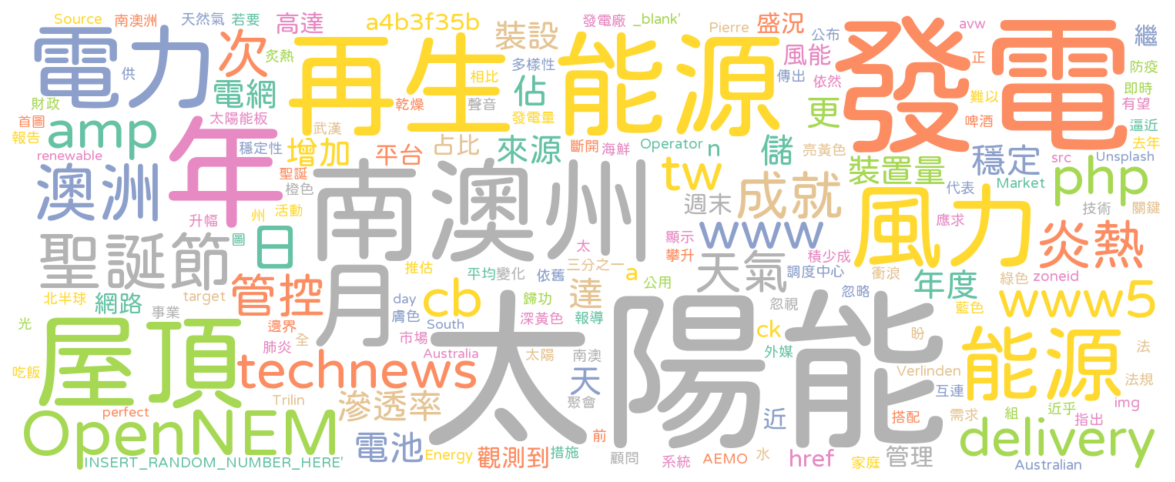 Source 南澳洲 天然氣 若要 高達 a4b3f35b 發電廠 _blank' Pierre 盛況 公布 avw 繼
電力 次 炙熱 裝設 多樣性 風能 傳出 正 防疫
供 電網 再生能源 佔 相比 依然 更 發電 難以 即時
財政 乾燥 聲音 發電量 啤酒 有望
首圖 太陽能板 年 武漢 占比 來源 斷開 海鮮 Operator n 儲 亮黃色 穩定 逼近 去年
報告 amp 穩定性 增加 平台 裝置量 src Unsplash
renewable 聖誕 tw 代表 Market php
澳洲 橙色 南澳州 週末 成就 風力 技術 關鍵
升幅 州 活動 www 應求
聖誕節 日 圖 月 太 顯示 天氣 積少成 炎熱
推估 三分之一 攀升 調度中心 衝浪 綠色 zoneid
北半球 網路 target 管控 平均 變化 依舊 a 公用 忽視 忽略 年度 藍色 www5
事業 day cb 歸功 達
光 屋頂 邊界 全 膚色 South 深黃色 報導 ck 盼 法
肺炎 市場 太陽能 外媒 互連 能源 法規
吃飯 technews Australia 太陽 南澳 Verlinden img
perfect Trilin 滲透率 天 聚會 搭配 需求 組 近乎
近 指出
OpenNEM 電池 Energy 觀測到 前 措施 水 href delivery
INSERT_RANDOM_NUMBER_HERE' 顧問 系統 AEMO 家庭 管理 Australian